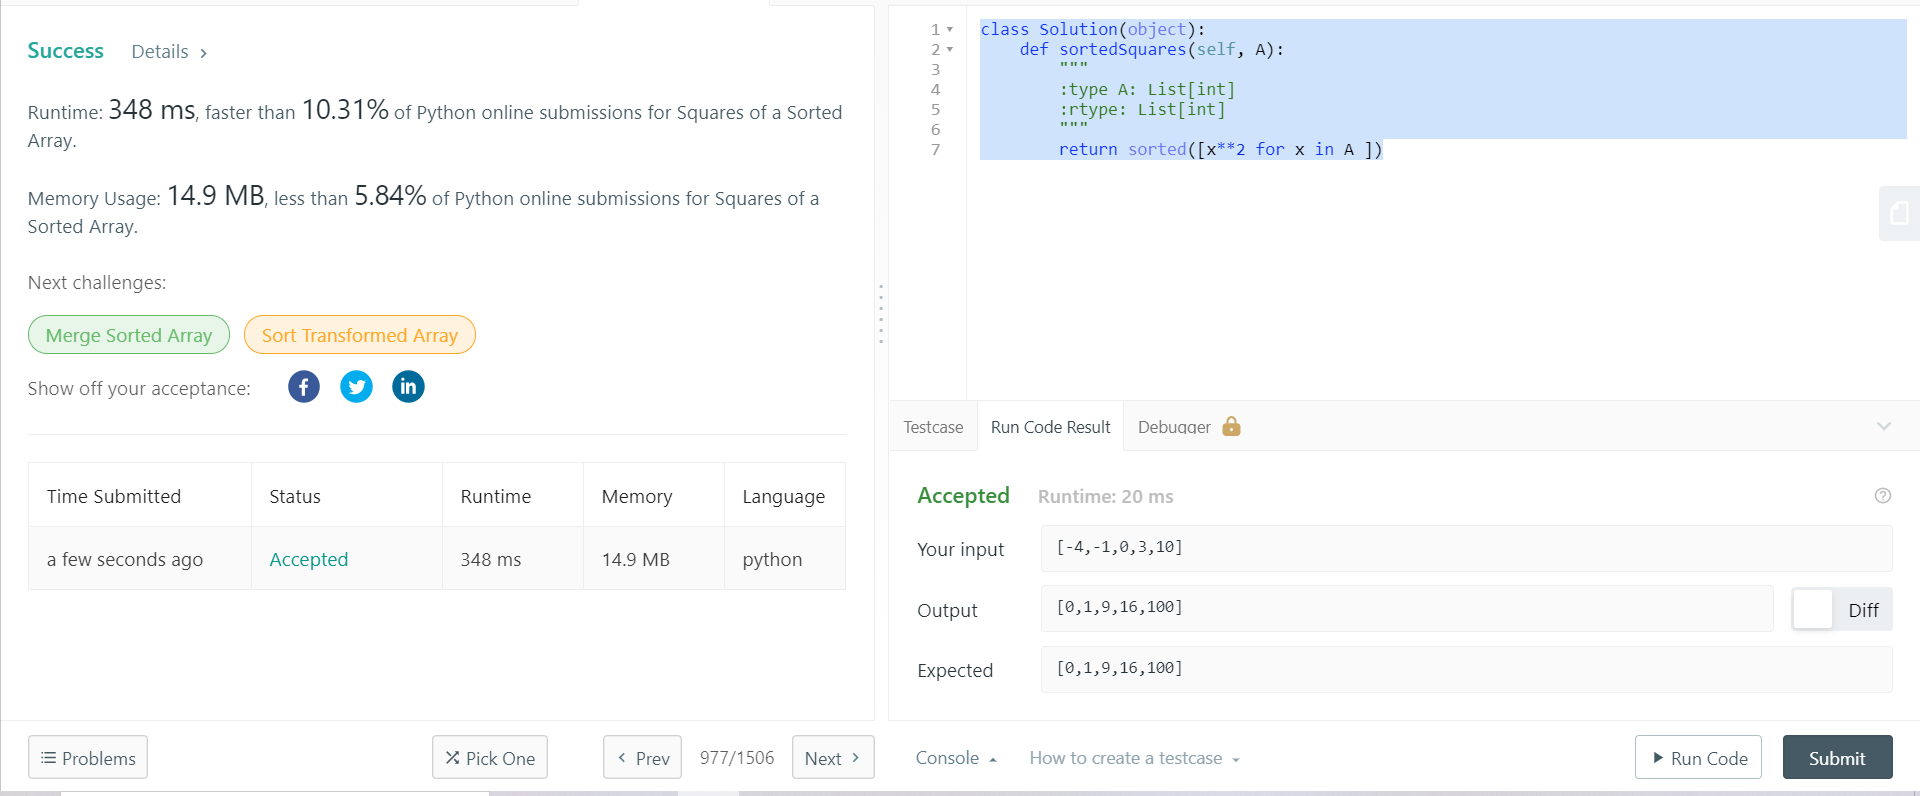 Success Details >
Runtime: 348 ms, faster than 10.31% of Python online submissions for Squares of a Sorted
Array.
Memory Usage: 14.9 MB, less than 5.84% of Python online submissions for Squares of a
Sorted Array.
Next challenges:
Merge Sorted Array Sort Transformed Array
Show off your acceptance: f in
Time Submitted Status Runtime Memory Language
a few seconds ago Accepted 348 ms 14.9 MB python
Problems Pick One < Prev 977/1506 Next >
1 class Solution(object):
2 def sortedSquares(self, A):
3 """
4 :type A: List[int]
5 :rtype: List[int]
6 """
7 return sorted([x**2 for x in A ])
Testcase Run Code Result Debugger
Accepted Runtime: 20 ms ?
Your input [-4,-1,0,3,10]
Output [0,1,9,16,100] Diff
Expected [0,1,9,16,100]
Console How to create a testcase Run Code Submit